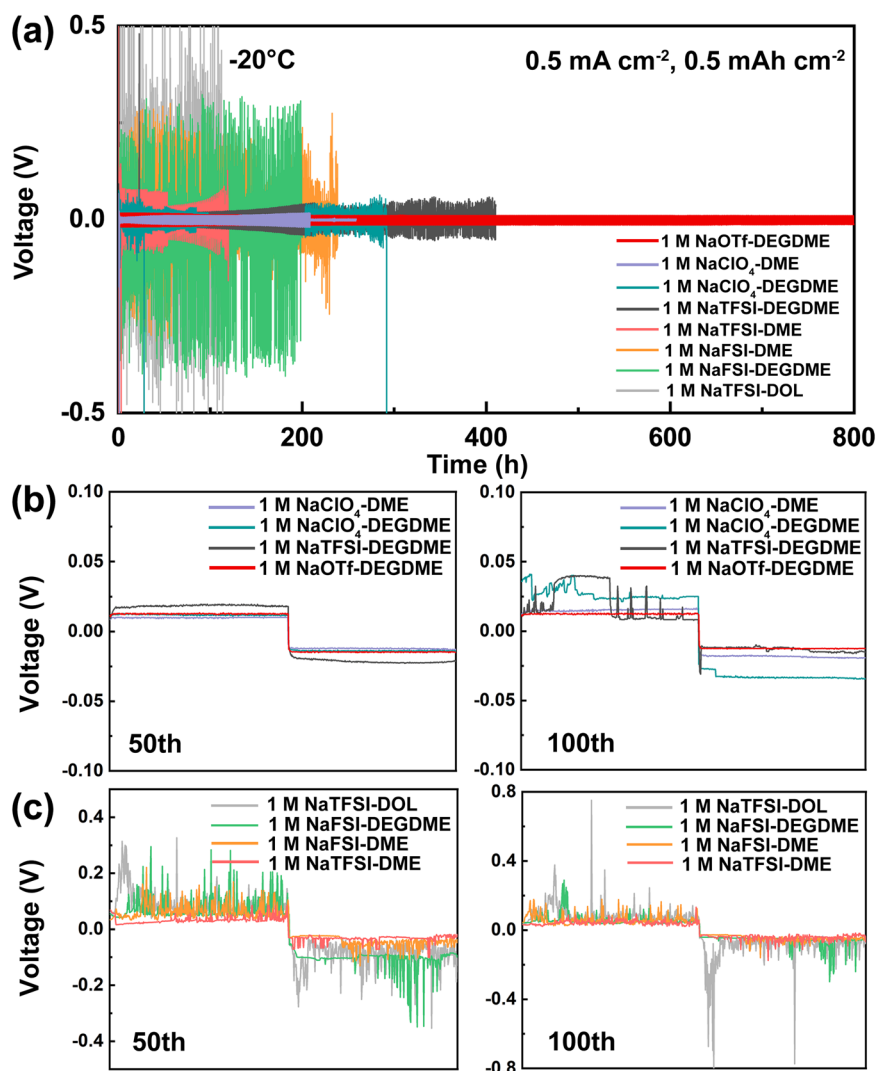 (a)
0.5
-20°C
0.5 mA cm⁻², 0.5 mAh cm⁻²
Voltage (V)
0.0
1 M NaOTf-DEGDME
1 M NaClO₄-DME
1 M NaClO₄-DEGDME
1 M NaTFSI-DEGDME
1 M NaTFSI-DME
1 M NaFSI-DME
1 M NaFSI-DEGDME
1 M NaTFSI-DOL
-0.5
0 200 400 600 800
Time (h)
(b)
Voltage (V)
0.10
0.05
0.00
-0.05
-0.10
1 M NaClO₄-DME
1 M NaClO₄-DEGDME
1 M NaTFSI-DEGDME
1 M NaOTf-DEGDME
50th
0.10
0.05
0.00
-0.05
-0.10
1 M NaClO₄-DME
1 M NaClO₄-DEGDME
1 M NaTFSI-DEGDME
1 M NaOTf-DEGDME
100th
(c)
Voltage (V)
0.4
0.2
0.0
-0.2
-0.4
1 M NaTFSI-DOL
1 M NaFSI-DEGDME
1 M NaFSI-DME
1 M NaTFSI-DME
50th
0.8
0.4
0.0
-0.4
-0.8
1 M NaTFSI-DOL
1 M NaFSI-DEGDME
1 M NaFSI-DME
1 M NaTFSI-DME
100th